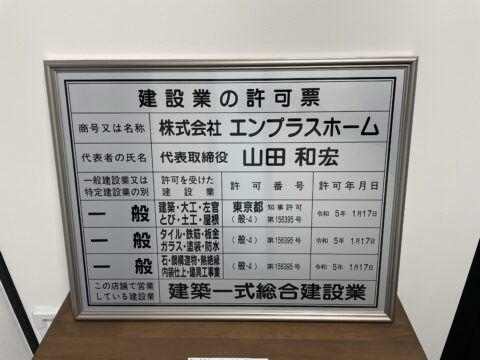 建設業の許可票
商号又は名称 株式会社 エンプラスホーム
代表者の氏名 代表取締役 山田 和宏
一般建設業又は 特定建設業の別 許可を受けた 建設業 許可番号 許可年月日
一般 建築・大工・左官 とび・土工・屋根 東京都 知事許可 (般-4) 第156395号 令和 5年 1月17日
一般 タイル・鉄筋・板金 ガラス・塗装・防水 (般-4) 第156395号 令和 5年 1月17日
一般 石・鋼構造物・熱絶縁 内装仕上・建具工事業 (般-4) 第156395号 令和 5年 1月17日
この店舗で営業 している建設業 建築一式総合建設業